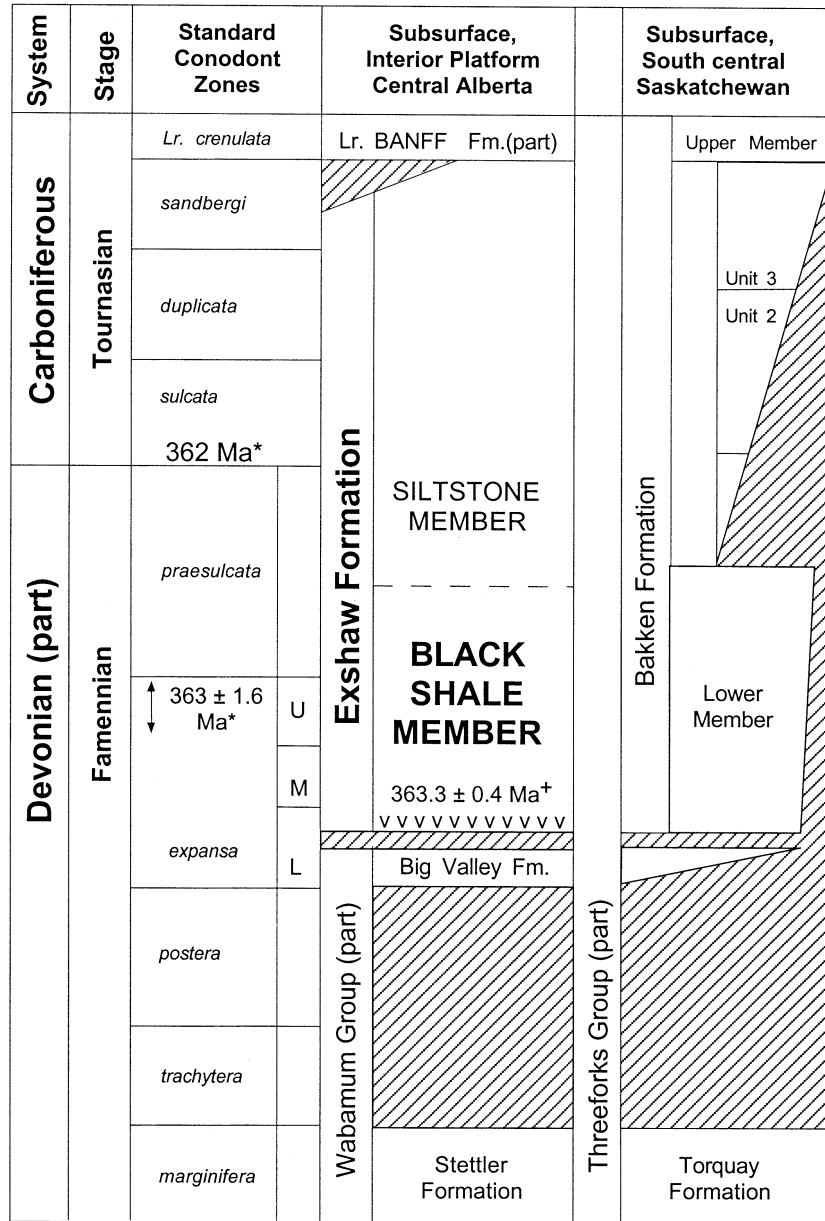 System
Stage
Standard
Conodont
Zones
Subsurface,
Interior Platform
Central Alberta
Subsurface,
South central
Saskatchewan
Carboniferous
Devonian (part)
Tournasian
Famennian
Lr. crenulata
sandbergi
duplicata
sulcata
362 Ma*
praesulcata
363 ± 1.6
Ma*
U
M
expansa
L
postera
trachytera
marginifera
Lr. BANFF Fm.(part)
Exshaw Formation
SILTSTONE
MEMBER
BLACK
SHALE
MEMBER
363.3 ± 0.4 Ma+
V V V V V V V V V V
Big Valley Fm.
Wabamum Group (part)
Stettler
Formation
Threeforks Group (part)
Upper Member
Bakken Formation
Unit 3
Unit 2
Lower
Member
Torquay
Formation